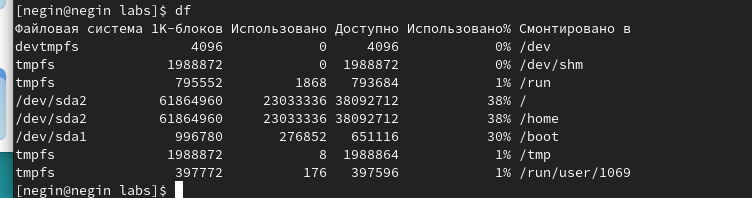 [negin@negin labs]$ df
Файловая система 1K-блоков Использовано Доступно Использовано% Смонтировано в
devtmpfs 4096 0 4096 0% /dev
tmpfs 1988872 0 1988872 0% /dev/shm
tmpfs 795552 1868 793684 1% /run
/dev/sda2 61864960 23033336 38092712 38% /
/dev/sda2 61864960 23033336 38092712 38% /home
/dev/sda1 996780 276852 651116 30% /boot
tmpfs 1988872 8 1988864 1% /tmp
tmpfs 397772 176 397596 1% /run/user/1069
[negin@negin labs]$